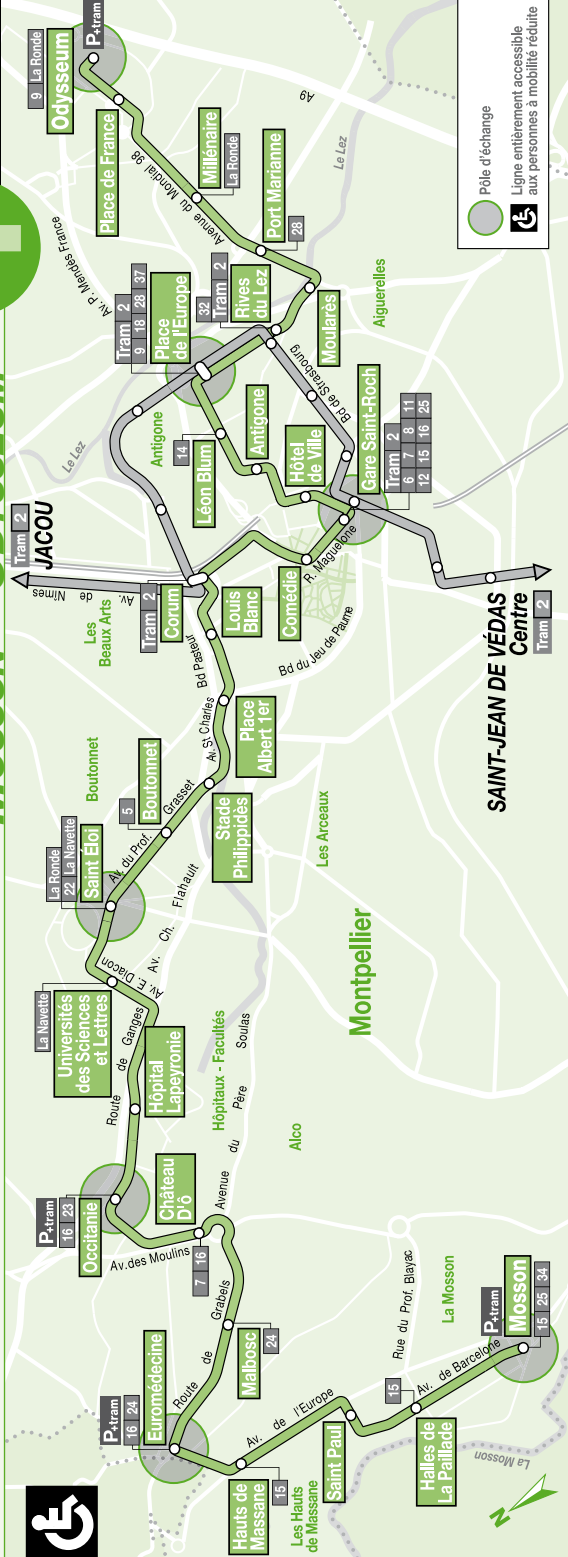 Mosson
P+tram
15 25 34
Av. de Barcelone
La Mosson
La Mosson
Rue du Prof. Blayac
Halles de
La Paillade
15
Saint Paul
Av. de l'Europe
Hauts de
Massane
15
Les Hauts
de Massane
N
Euromédecine
P+tram
16 24
Route de Grabels
Malbosc
24
Château
D'ô
7 16
Av.des Moulins
Avenue du Père Soulas
Occitanie
P+tram
16 23
Alco
Hôpital
Lapeyronie
Route de Ganges
Hôpitaux - Facultés
Universités
des Sciences
et Lettres
La Navette
Av. E. Diacon
Av. Ch. Flahault
Montpellier
Saint Eloi
La Ronde
22 La Navette
Av. du Prof. Grasset
Boutonnet
5
Boutonnet
Stade
Philippidès
Les Arceaux
Av. St Charles
Place
Albert 1er
Bd Pasteur
Louis
Blanc
Les
Beaux Arts
Av. de Nîmes
Tram 2
JACOU
Corum
Tram 2
Bd du Jeu de Paume
Comédie
R. Maguelone
SAINT-JEAN DE VÉDAS
Centre
Tram 2
Gare Saint-Roch
Tram 2
6 7 8 11
12 15 16 25
Hôtel
de Ville
Antigone
Léon Blum
14
Antigone
Le Lez
Bd de Strasbourg
Place
de l'Europe
Tram 2
9 18 28 37
Rives
du Lez
32
Tram 2
Moularès
Aiguerelles
Av. P. Mendès France
Port Marianne
28
Le Lez
Millénaire
La Ronde
Avenue du Mondial 98
A9
Place de France
Odysseum
9 La Ronde
P+tram
Pôle d'échange
Ligne entièrement accessible
aux personnes à mobilité réduite